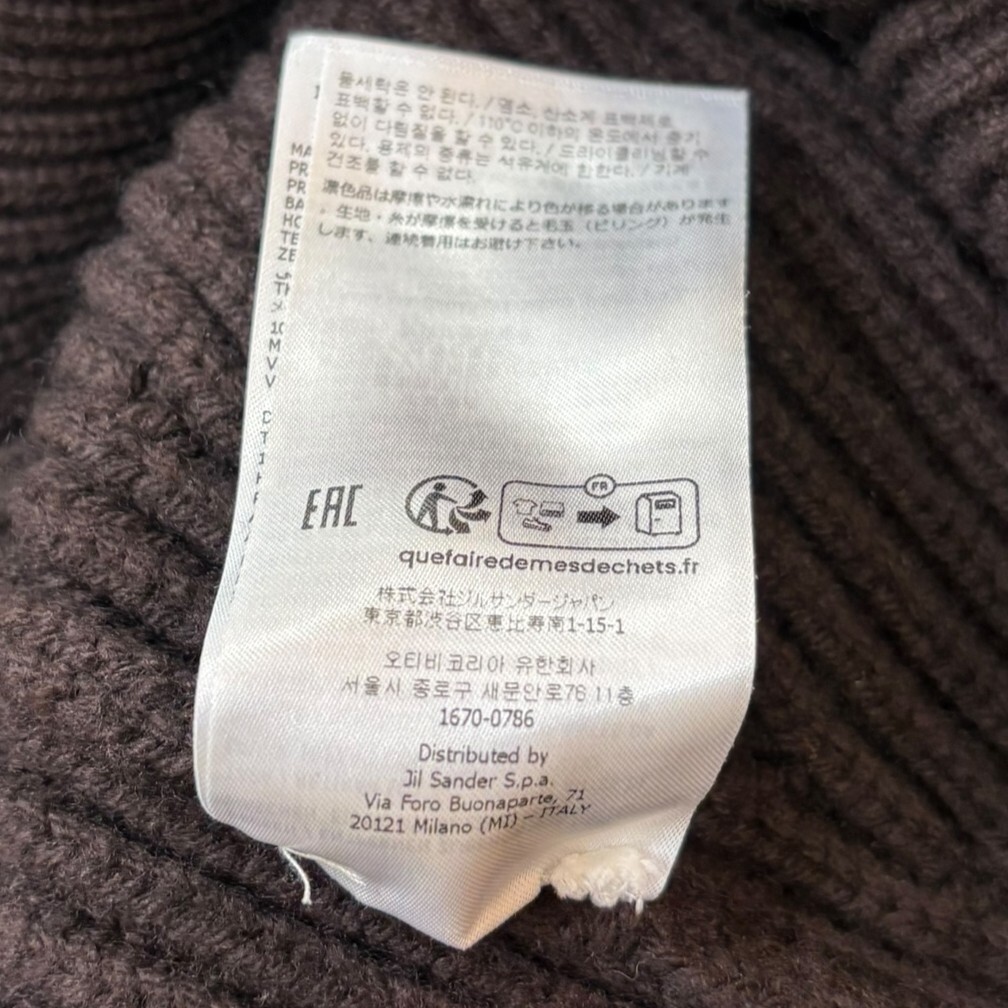 물세탁은 안 된다. / 염소, 산소계 표백제로
표백할 수 없다. / 110°C 이하의 온도에서 증기
없이 다림질을 할 수 있다. / 드라이클리닝할 수
있다. 용제의 종류는 석유계에 한한다. / 기계
건조를 할 수 없다.
濃色品は摩擦や水濡れにより色が移る場合があります
。生地・糸が摩擦を受けると毛玉（ピリング）が発生
します、連続着用はお避け下さい。
MA
PR
PR
BA
HO
TE
ZE
10
M
V
V
EAC
FR
quefairedemesdechets.fr
株式会社ジルサンダージャパン
東京都渋谷区恵比寿南1-15-1
오티비코리아 유한회사
서울시 종로구 새문안로76 11층
1670-0786
Distributed by
Jil Sander S.p.a.
Via Foro Buonaparte, 71
20121 Milano (MI) – ITALY